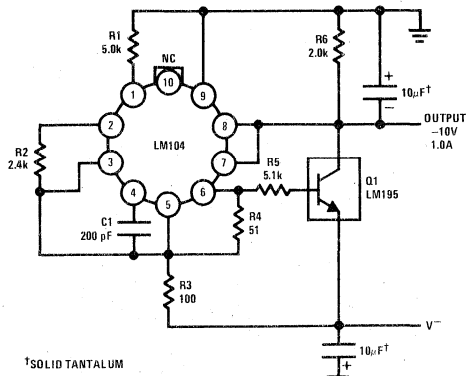 R1
5.0k
NC
R6
2.0k
+
10µF†
−
1
10
9
2
8
LM104
OUTPUT
−10V
1.0A
R2
2.4k
3
7
R5
5.1k
Q1
LM195
4
5
6
C1
200 pF
R4
51
R3
100
V−
†SOLID TANTALUM
10µF†
+